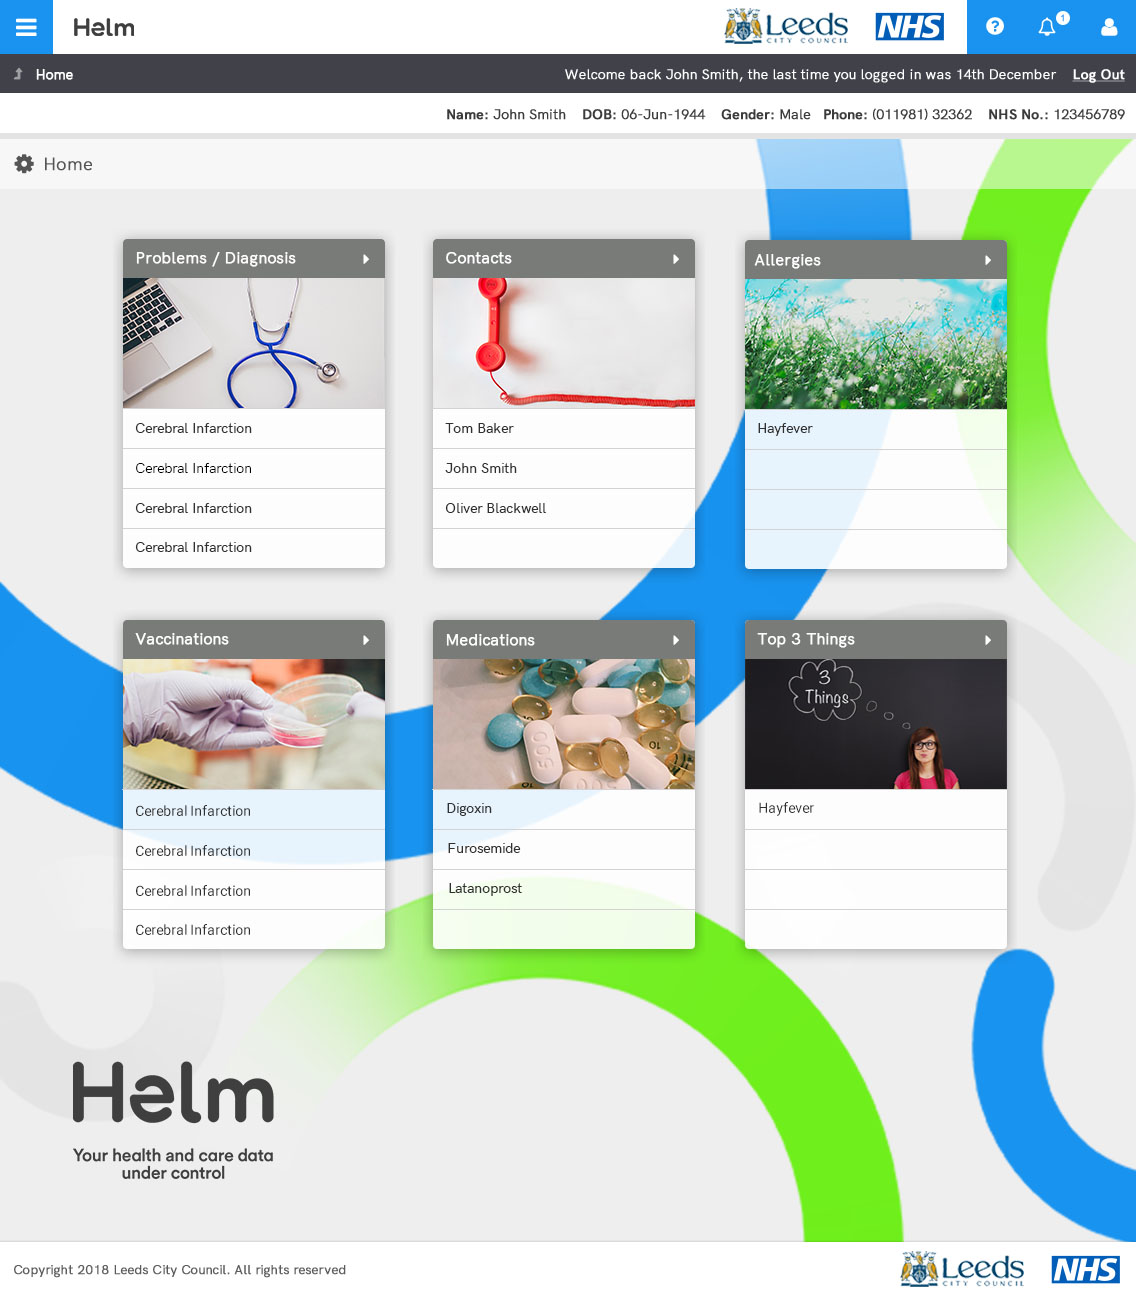 Helm
Leeds
CITY COUNCIL
NHS
?
1
Home
Welcome back John Smith, the last time you logged in was 14th December
Log Out
Name: John Smith DOB: 06-Jun-1944 Gender: Male Phone: (011981) 32362 NHS No.: 123456789
Home
Problems / Diagnosis
Cerebral Infarction
Cerebral Infarction
Cerebral Infarction
Cerebral Infarction
Contacts
Tom Baker
John Smith
Oliver Blackwell
Allergies
Hayfever
Vaccinations
Cerebral Infarction
Cerebral Infarction
Cerebral Infarction
Cerebral Infarction
Medications
500
10
Digoxin
Furosemide
Latanoprost
Top 3 Things
3
Things
Hayfever
Helm
Your health and care data
under control
Copyright 2018 Leeds City Council. All rights reserved
Leeds
CITY COUNCIL
NHS